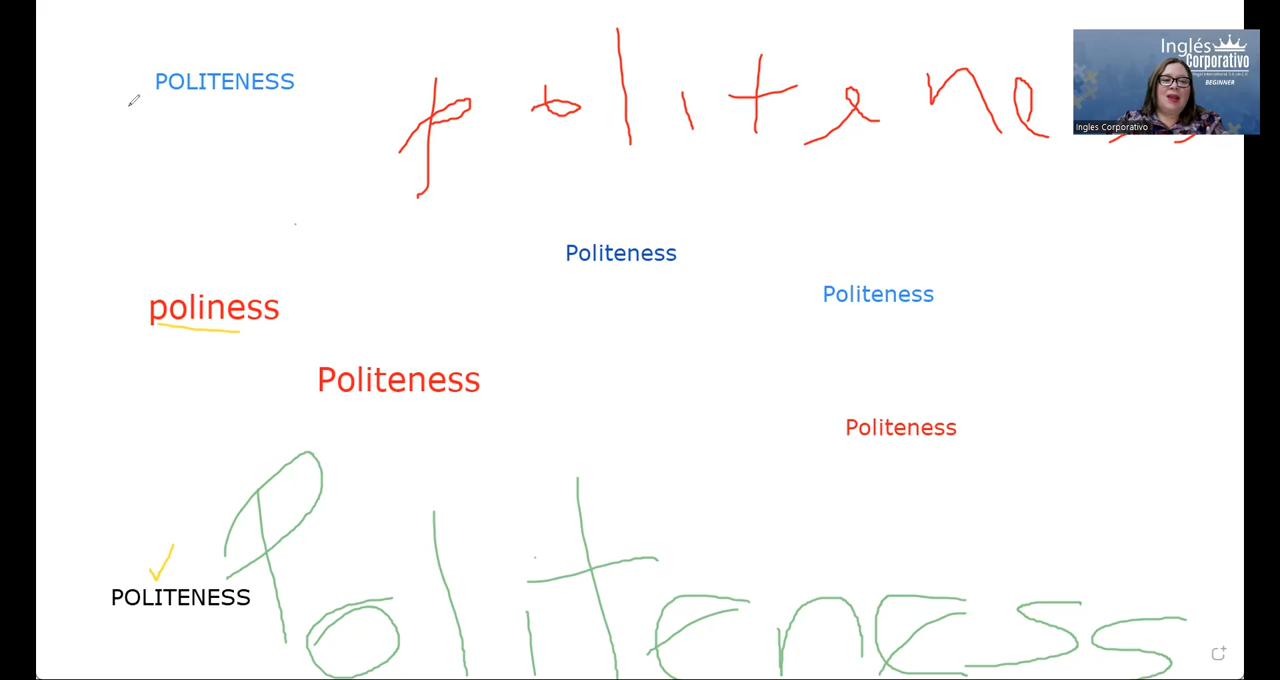 POLITENESS
politeness
Inglés
Corporativo
BEGINNER
Ingles Corporativo
Politeness
Politeness
poliness
Politeness
Politeness
Politeness
POLITENESS